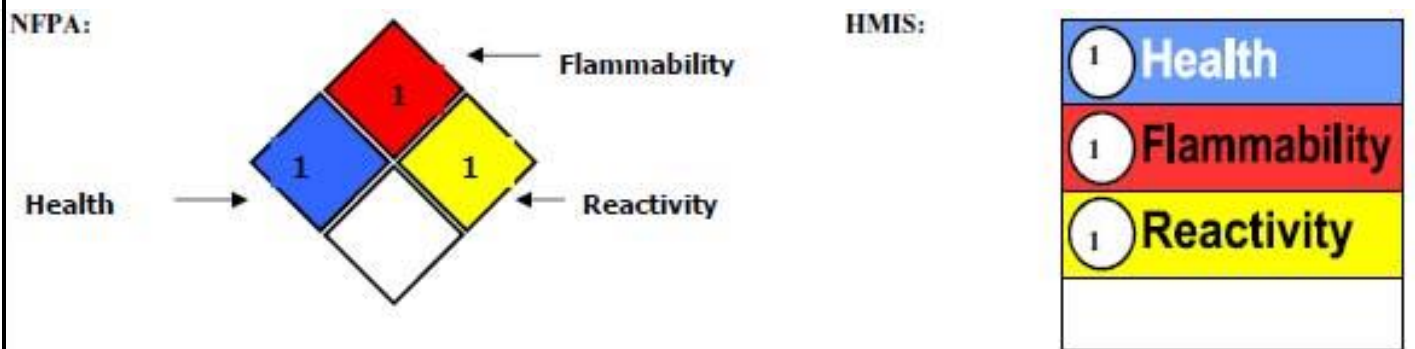 NFPA:
1
Flammability
1
1
Health
Reactivity
HMIS:
1 Health
1 Flammability
1 Reactivity